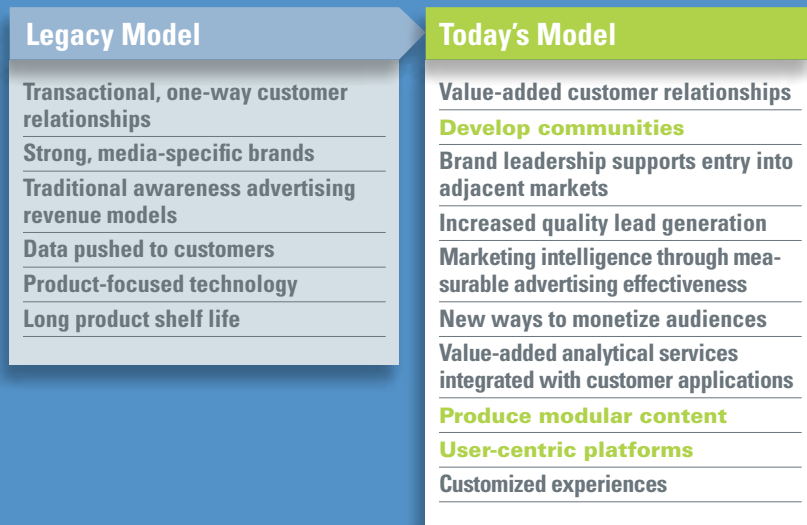 Legacy Model
Transactional, one-way customer
relationships
Strong, media-specific brands
Traditional awareness advertising
revenue models
Data pushed to customers
Product-focused technology
Long product shelf life
Today's Model
Value-added customer relationships
Develop communities
Brand leadership supports entry into
adjacent markets
Increased quality lead generation
Marketing intelligence through mea-
surable advertising effectiveness
New ways to monetize audiences
Value-added analytical services
integrated with customer applications
Produce modular content
User-centric platforms
Customized experiences